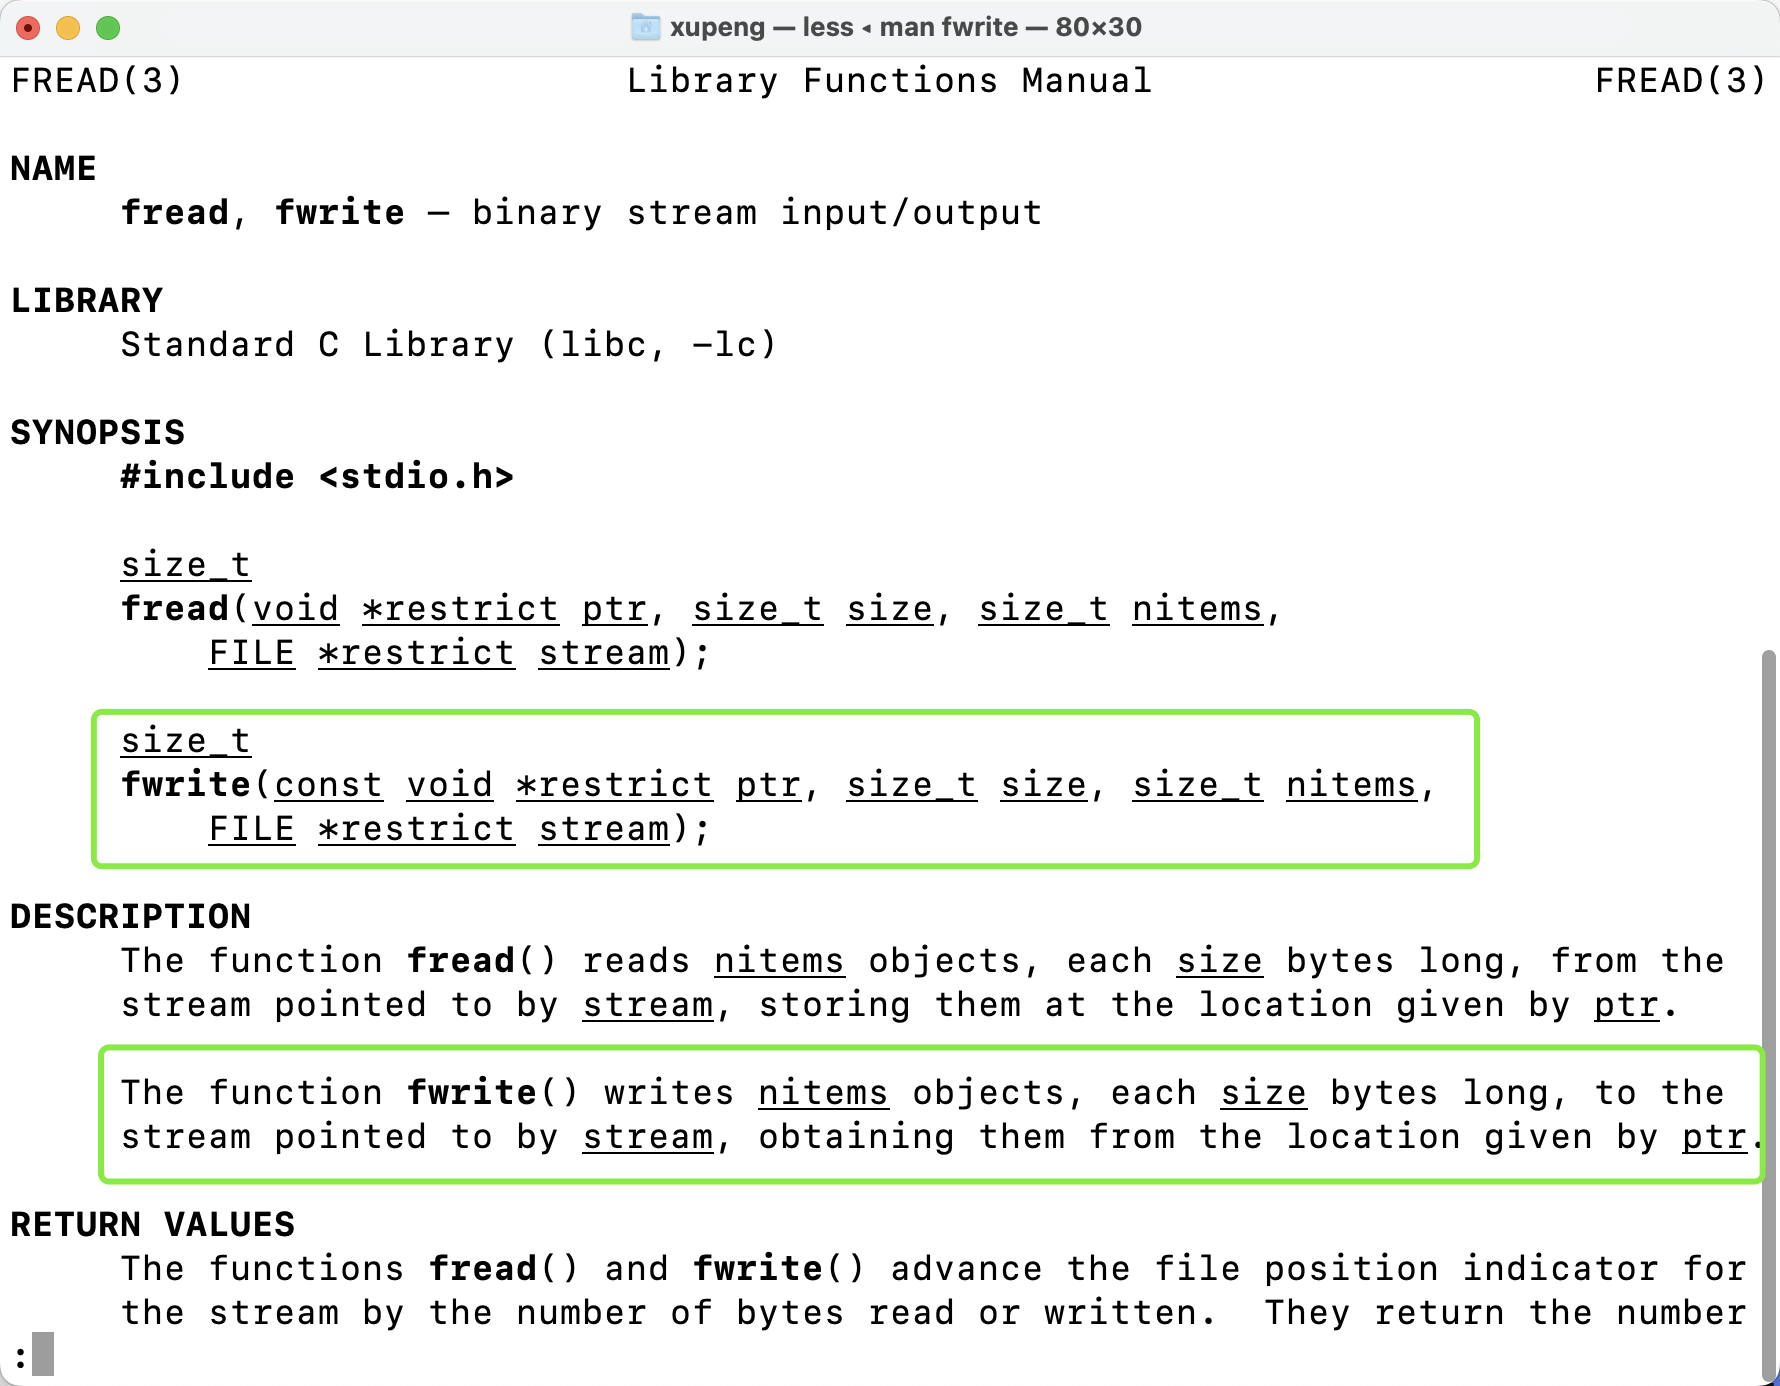 xupeng — less ◂ man fwrite — 80×30
FREAD(3) Library Functions Manual FREAD(3)
NAME
fread, fwrite – binary stream input/output
LIBRARY
Standard C Library (libc, -lc)
SYNOPSIS
#include <stdio.h>
size_t
fread(void *restrict ptr, size_t size, size_t nitems,
FILE *restrict stream);
size_t
fwrite(const void *restrict ptr, size_t size, size_t nitems,
FILE *restrict stream);
DESCRIPTION
The function fread() reads nitems objects, each size bytes long, from the
stream pointed to by stream, storing them at the location given by ptr.
The function fwrite() writes nitems objects, each size bytes long, to the
stream pointed to by stream, obtaining them from the location given by ptr.
RETURN VALUES
The functions fread() and fwrite() advance the file position indicator for
the stream by the number of bytes read or written.  They return the number
: